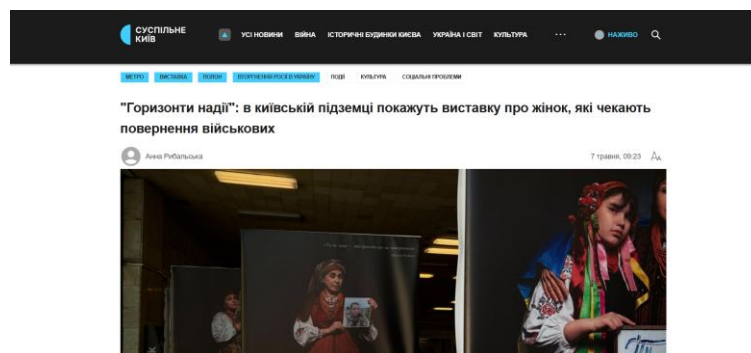 СУСПІЛЬНЕ
КИЇВ
УСІ НОВИНИ ВІЙНА ІСТОРИЧНІ БУДИНКИ КИЄВА УКРАЇНА І СВІТ КУЛЬТУРА ... НАЖИВО
МЕТРО ВИСТАВКА ПОЛОН ВТОРГНЕННЯ РОСІЇ В УКРАЇНУ ПОДІЇ КУЛЬТУРА СОЦІАЛЬНІ ПРОБЛЕМИ
"Горизонти надії": в київській підземці покажуть виставку про жінок, які чекають
повернення військових
Анна Рибальська 7 травня, 09:23 АА